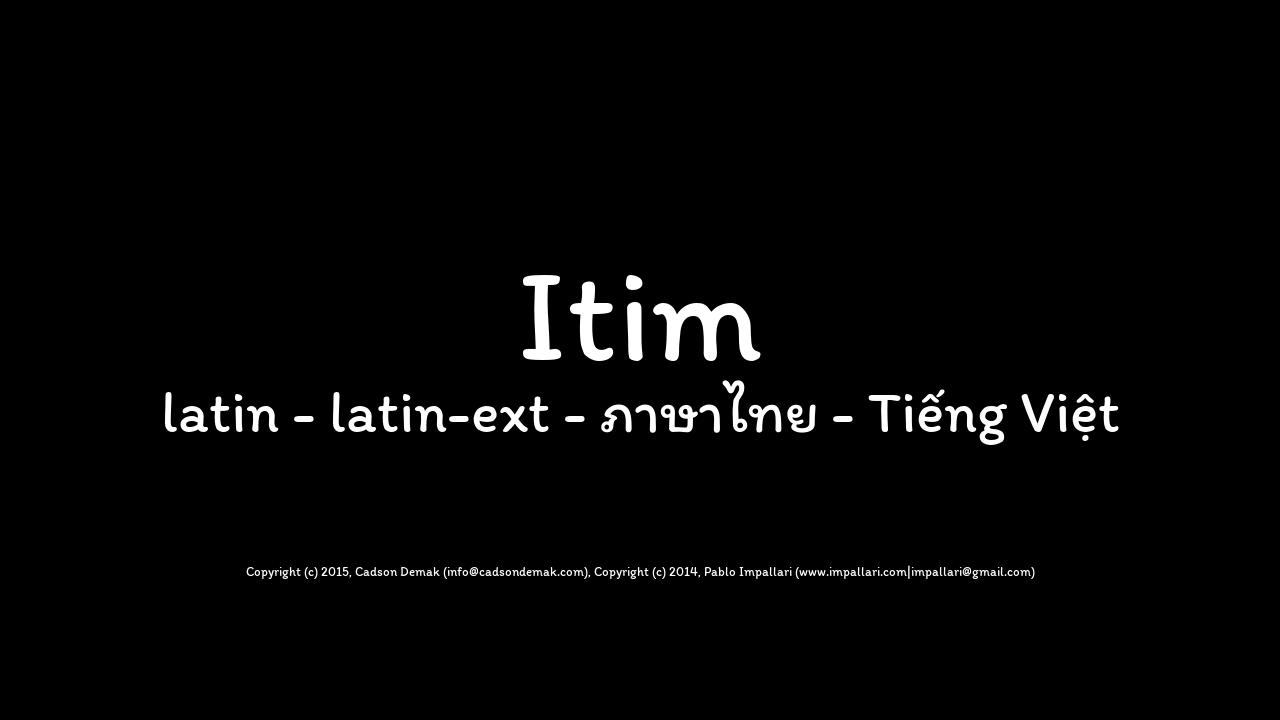 Itim
latin - latin-ext - ภาษาไทย - Tiếng Việt
Copyright (c) 2015, Cadson Demak (info@cadsondemak.com), Copyright (c) 2014, Pablo Impallari (www.impallari.com|impallari@gmail.com)